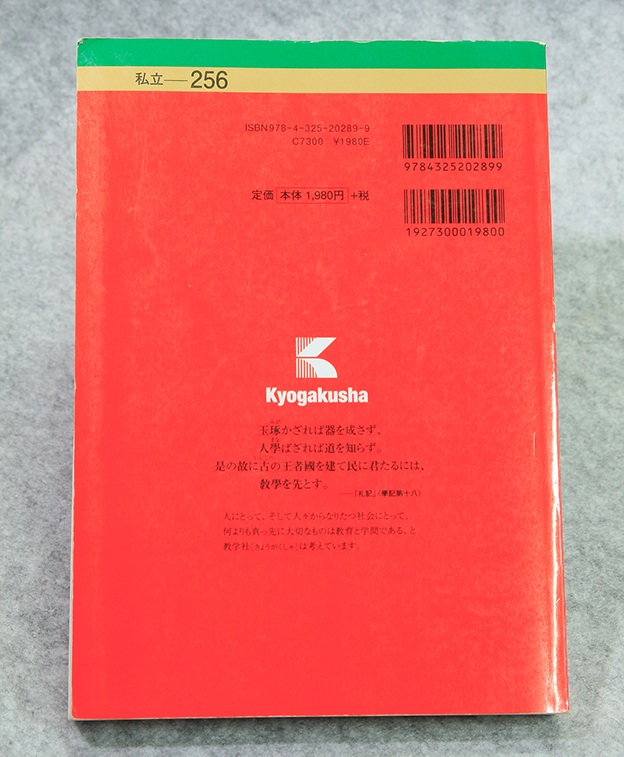 私立──256
ISBN978-4-325-20289-9
C7300 ¥1980E
9784325202899
定価 本体 1,980円 +税
1927300019800
Kyogakusha
玉琢かざれば器を成さず、
人學ばざれば道を知らず。
是の故に古の王者國を建て民に君たるには、
敎學を先とす。
──「礼記」〈學記第十八〉
人にとって、そして人々からなりたつ社会にとって、
何よりも真っ先に大切なものは教育と学問である、と
教学社〔きょうがくしゃ〕は考えています。